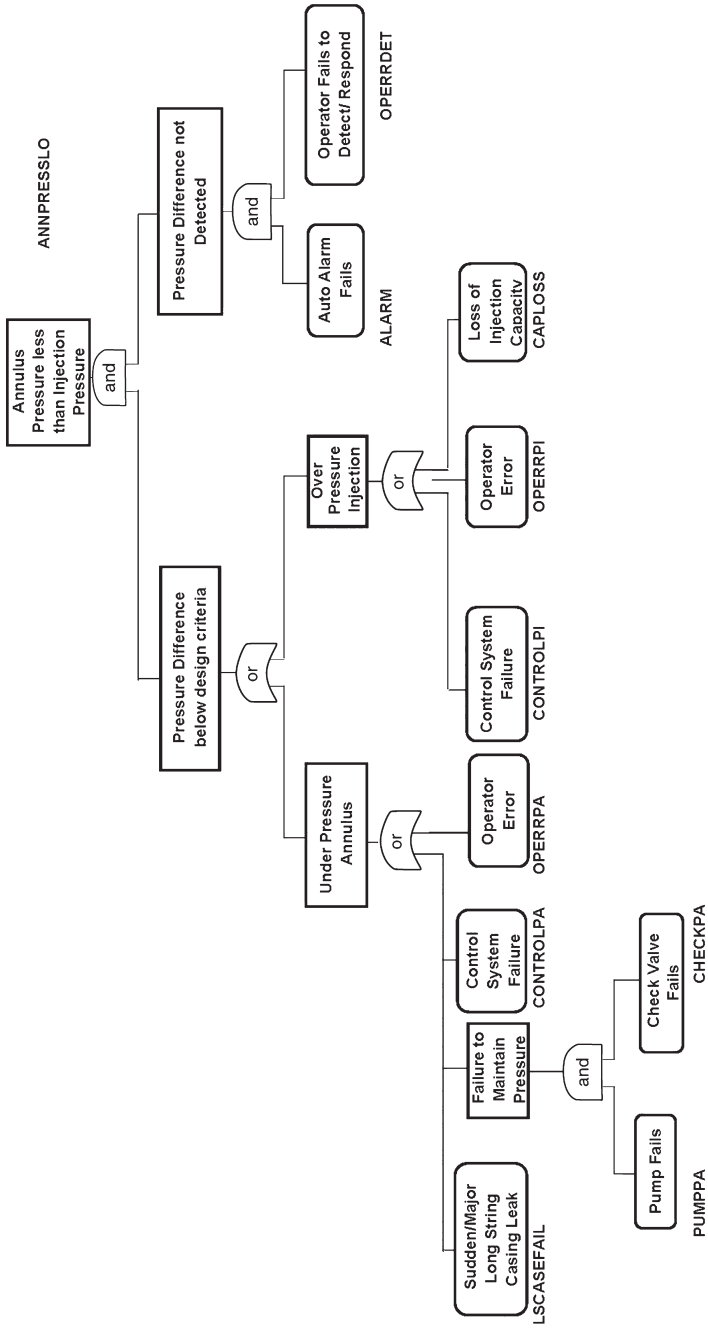 Annulus
Pressure less
than Injection
Pressure
ANNPRESSLO
and
Pressure Difference
below design criteria
Pressure Difference not
Detected
or
and
Under Pressure
Annulus
Over
Pressure
Injection
Auto Alarm
Fails
ALARM
Operator Fails to
Detect/ Respond
OPERRDET
or
or
Sudden/Major
Long String
Casing Leak
LSCASEFAIL
Failure to
Maintain
Pressure
Control
System
Failure
CONTROLPA
Operator
Error
OPERRPA
Control System
Failure
CONTROLPI
Operator
Error
OPERRPI
Loss of
Injection
Capacity
CAPLOSS
and
Pump Fails
PUMPPA
Check Valve
Fails
CHECKPA